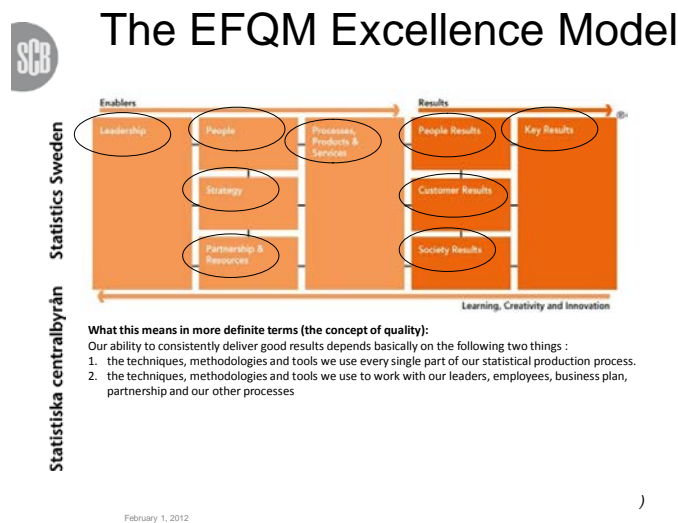 The EFQM Excellence Model
SCB
Statistics Sweden
Statistiska centralbyrån
Enablers
Results
Leadership
People
Processes,
Products &
Services
People Results
Key Results
®
Strategy
Customer Results
Partnership &
Resources
Society Results
Learning, Creativity and Innovation
What this means in more definite terms (the concept of quality):
Our ability to consistently deliver good results depends basically on the following two things :
1. the techniques, methodologies and tools we use every single part of our statistical production process.
2. the techniques, methodologies and tools we use to work with our leaders, employees, business plan,
partnership and our other processes
)
February 1, 2012